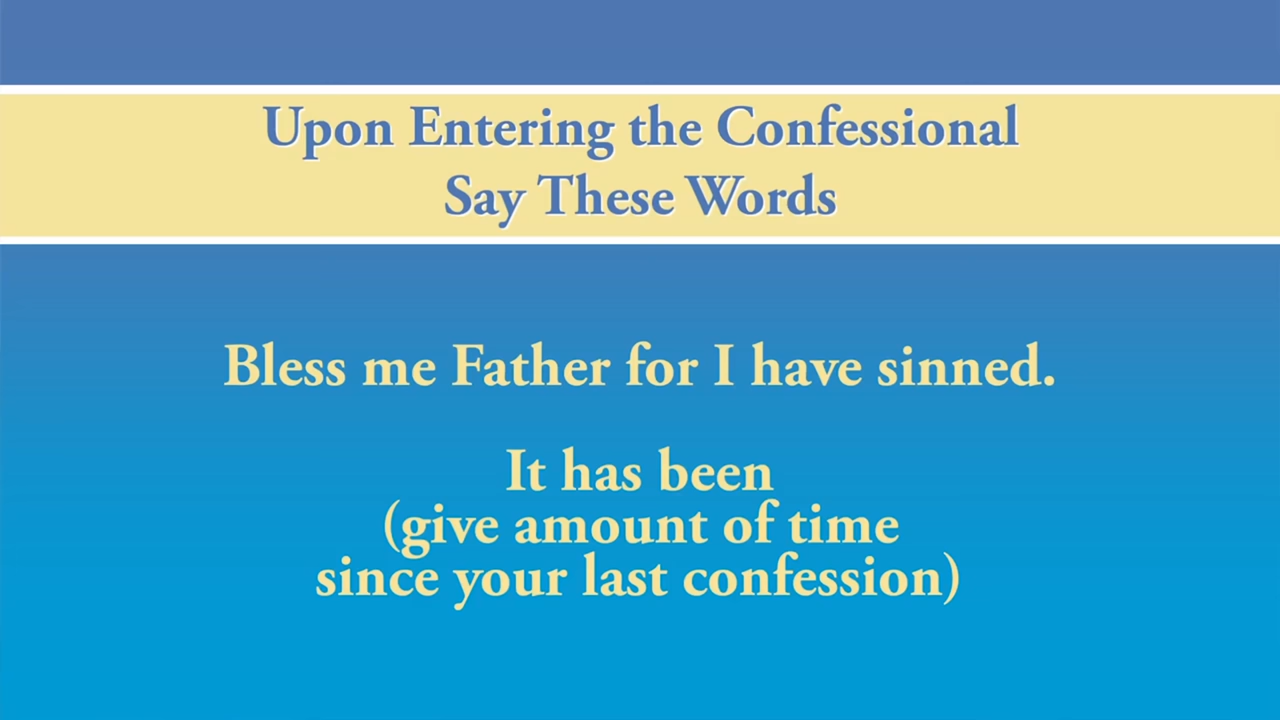 Upon Entering the Confessional
Say These Words
Bless me Father for I have sinned.
It has been
(give amount of time
since your last confession)